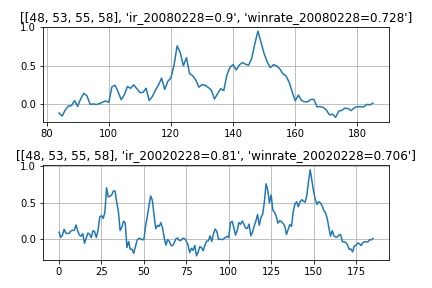 [[48, 53, 55, 58], 'ir_20080228=0.9', 'winrate_20080228=0.728']
1.0
0.5
0.0
80 100 120 140 160 180
[[48, 53, 55, 58], 'ir_20020228=0.81', 'winrate_20020228=0.706']
1.0
0.5
0.0
0 25 50 75 100 125 150 175